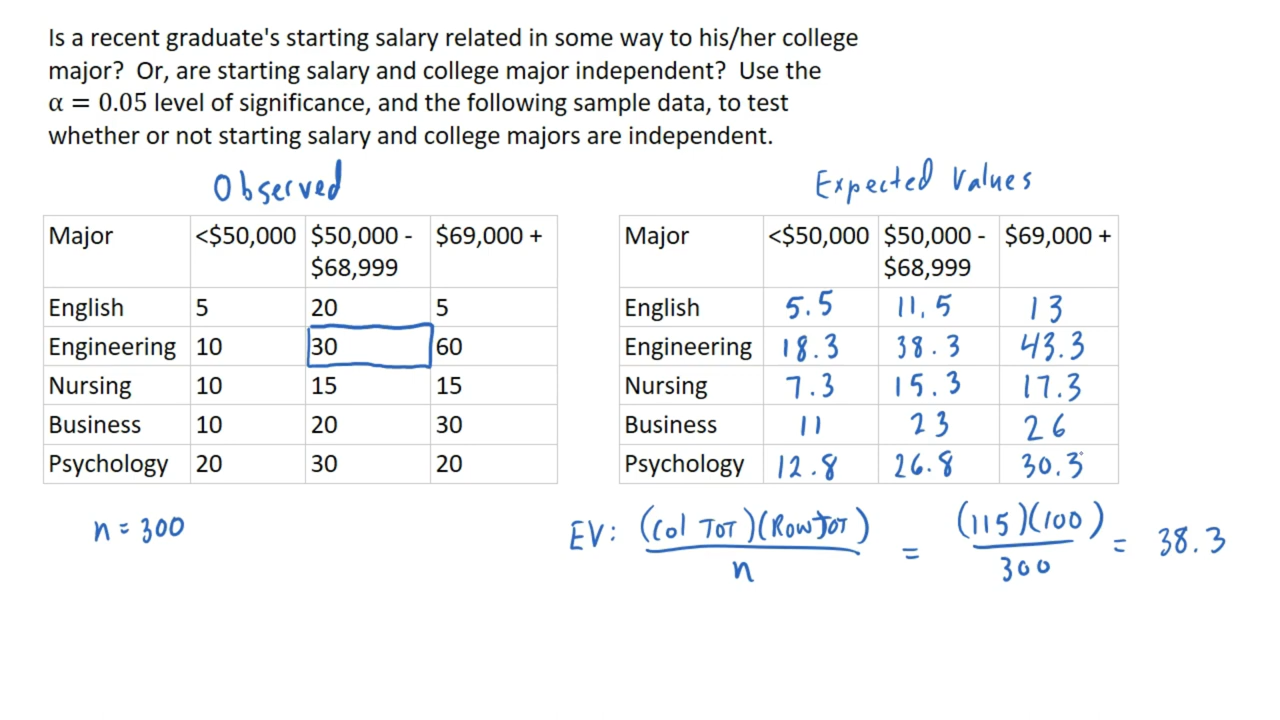 Is a recent graduate's starting salary related in some way to his/her college
major? Or, are starting salary and college major independent? Use the
α = 0.05 level of significance, and the following sample data, to test
whether or not starting salary and college majors are independent.
Observed
Expected Values
Major <$50,000 $50,000 - $69,000 +
$68,999
English 5 20 5
Engineering 10 30 60
Nursing 10 15 15
Business 10 20 30
Psychology 20 30 20
Major <$50,000 $50,000 - $69,000 +
$68,999
English 5.5 11.5 13
Engineering 18.3 38.3 43.3
Nursing 7.3 15.3 17.3
Business 11 23 26
Psychology 12.8 26.8 30.3
n = 300
EV: (Col TOT)(Row TOT) / n = (115)(100) / 300 = 38.3